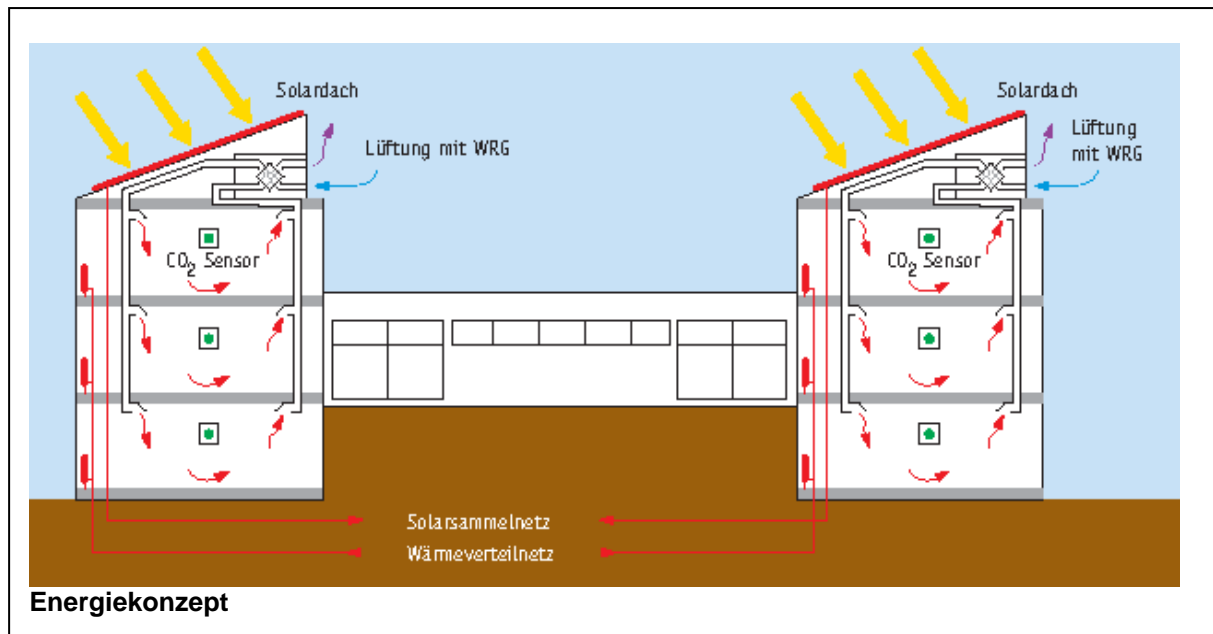 Solardach
Lüftung mit WRG
CO2 Sensor
Solardach
Lüftung
mit WRG
CO2 Sensor
Solarsammelnetz
Wärmeverteilnetz
Energiekonzept